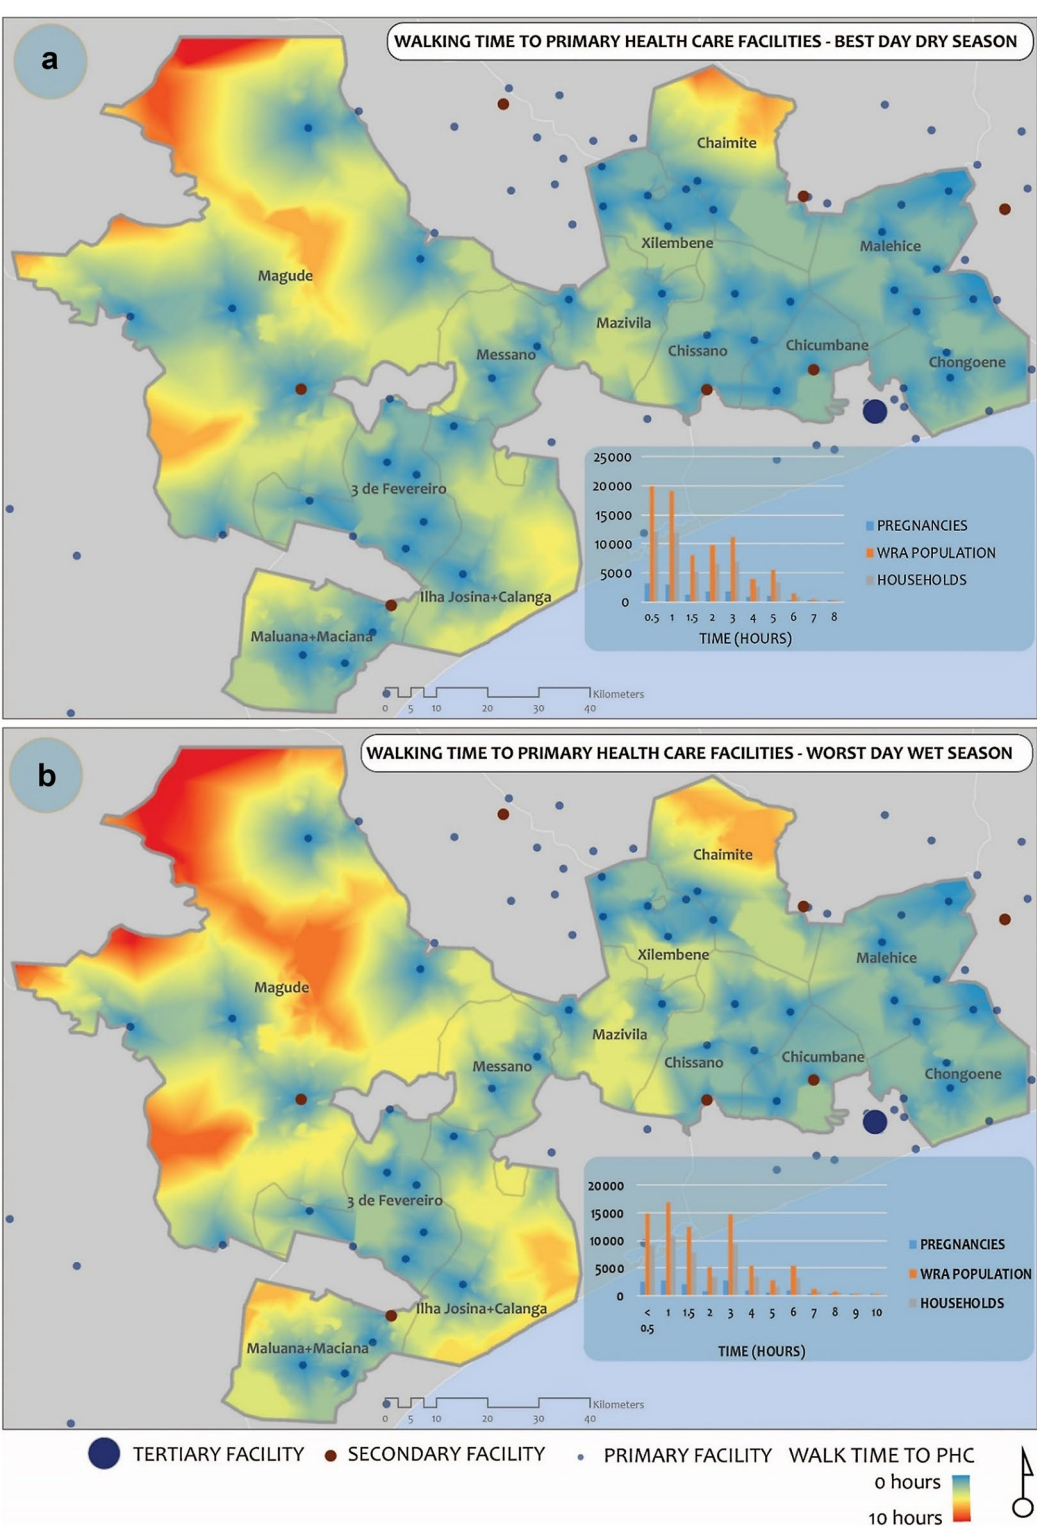 a
WALKING TIME TO PRIMARY HEALTH CARE FACILITIES - BEST DAY DRY SEASON
Chaimite
Xilembene
Malehice
Magude
Mazivila
Messano
Chissano
Chicumbane
Chongoene
3 de Fevereiro
Ilha Josina+Calanga
Maluana+Maciana
25000
20000
15000
10000
5000
0
0.5 1 1.5 2 3 4 5 6 7 8
TIME (HOURS)
PREGNANCIES
WRA POPULATION
HOUSEHOLDS
Kilometers
0 5 10 20 30 40
b
WALKING TIME TO PRIMARY HEALTH CARE FACILITIES - WORST DAY WET SEASON
Chaimite
Xilembene
Malehice
Magude
Mazivila
Messano
Chissano
Chicumbane
Chongoene
3 de Fevereiro
Ilha Josina+Calanga
Maluana+Maciana
20000
15000
10000
5000
0
< 1 1.5 2 3 4 5 6 7 8 9 10
0.5
TIME (HOURS)
PREGNANCIES
WRA POPULATION
HOUSEHOLDS
Kilometers
0 5 10 20 30 40
TERTIARY FACILITY SECONDARY FACILITY PRIMARY FACILITY WALK TIME TO PHC
0 hours
10 hours